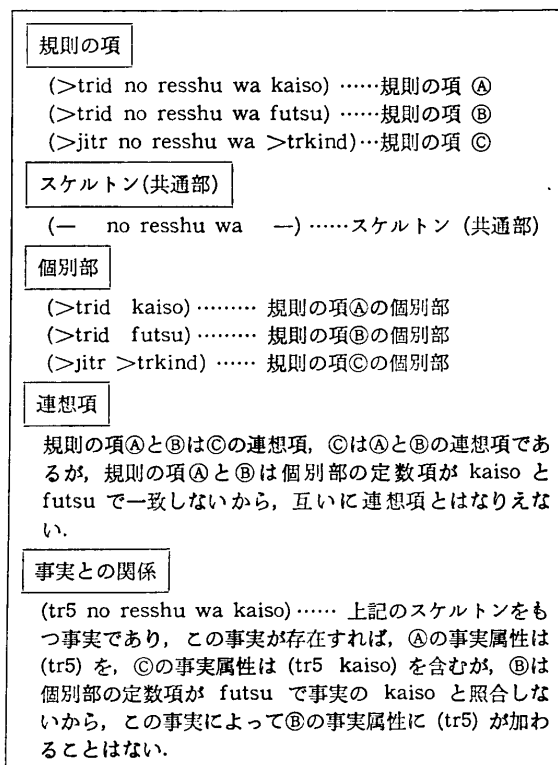 規則の項
(>trid no resshu wa kaiso) ……規則の項 Ⓐ
(>trid no resshu wa futsu) ……規則の項 Ⓑ
(>jitr no resshu wa >trkind)…規則の項 Ⓒ
スケルトン(共通部)
(— no resshu wa —) ……スケルトン (共通部)
個別部
(>trid kaiso) ……… 規則の項Ⓐの個別部
(>trid futsu) ……… 規則の項Ⓑの個別部
(>jitr >trkind) …… 規則の項Ⓒの個別部
連想項
規則の項ⒶとⒷはⒸの連想項, ⒸはⒶとⒷの連想項であ
るが, 規則の項ⒶとⒷは個別部の定数項が kaiso と
futsu で一致しないから, 互いに連想項とはなりえな
い.
事実との関係
(tr5 no resshu wa kaiso) …… 上記のスケルトンをも
つ事実であり, この事実が存在すれば, Ⓐの事実属性は
(tr5) を, Ⓒの事実属性は (tr5 kaiso) を含むが, Ⓑは
個別部の定数項が futsu で事実の kaiso と照合しな
いから, この事実によってⒷの事実属性に (tr5) が加わ
ることはない.